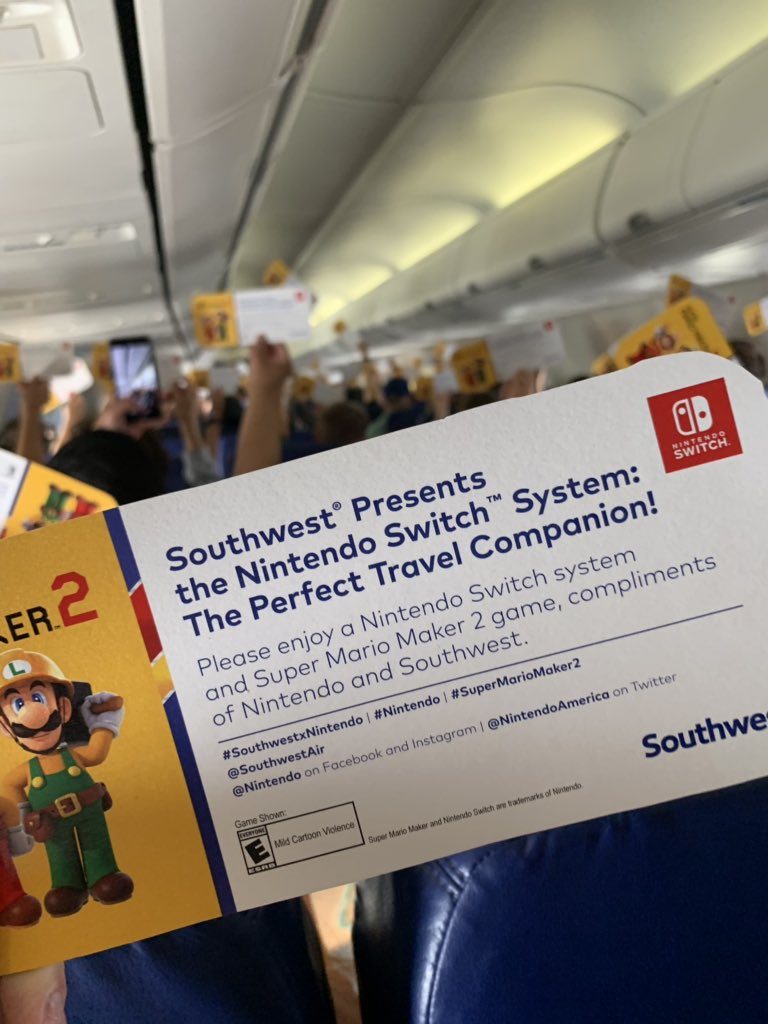 NINTENDO
SWITCH™
Southwest® Presents
the Nintendo Switch™ System:
The Perfect Travel Companion!
Please enjoy a Nintendo Switch system
and Super Mario Maker 2 game, compliments
of Nintendo and Southwest.
#SouthwestxNintendo | #Nintendo | #SuperMarioMaker2
@SouthwestAir
@Nintendo on Facebook and Instagram | @NintendoAmerica on Twitter
Southwes
Game Shown:
EVERYONE
E
ESRB
Mild Cartoon Violence
Super Mario Maker and Nintendo Switch are trademarks of Nintendo.
KER™2
L